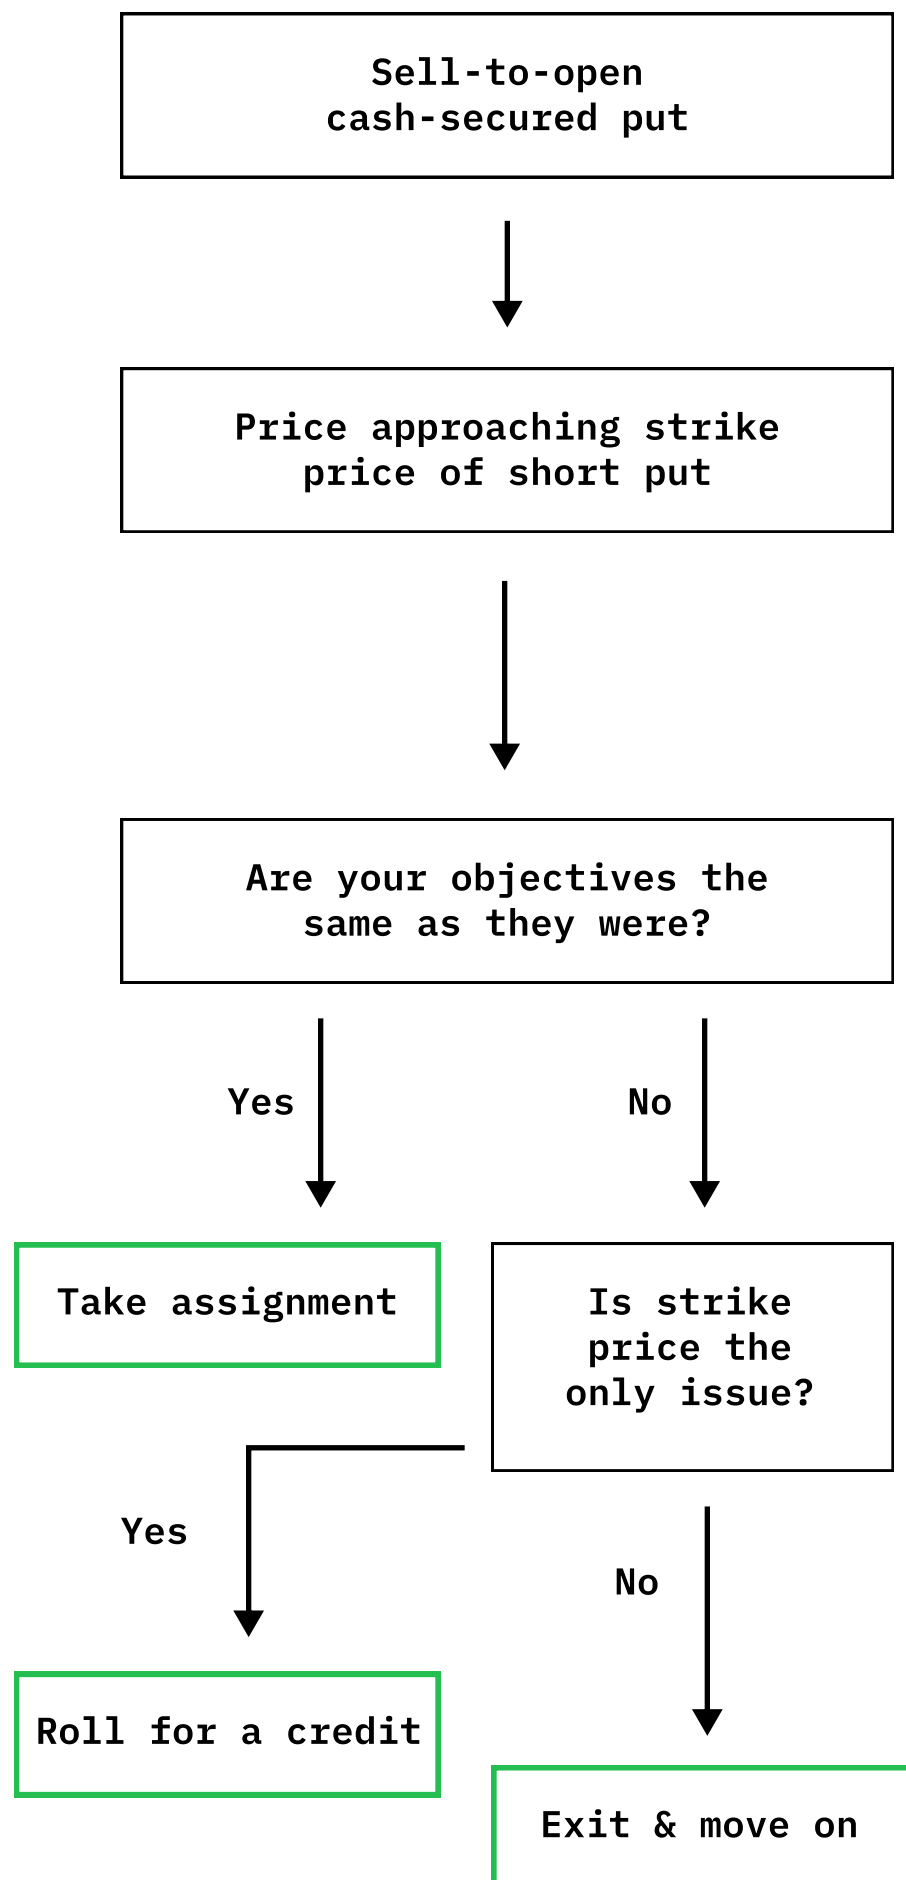 Sell-to-open
cash-secured put
Price approaching strike
price of short put
Are your objectives the
same as they were?
Yes
No
Take assignment
Is strike
price the
only issue?
Yes
No
Roll for a credit
Exit & move on